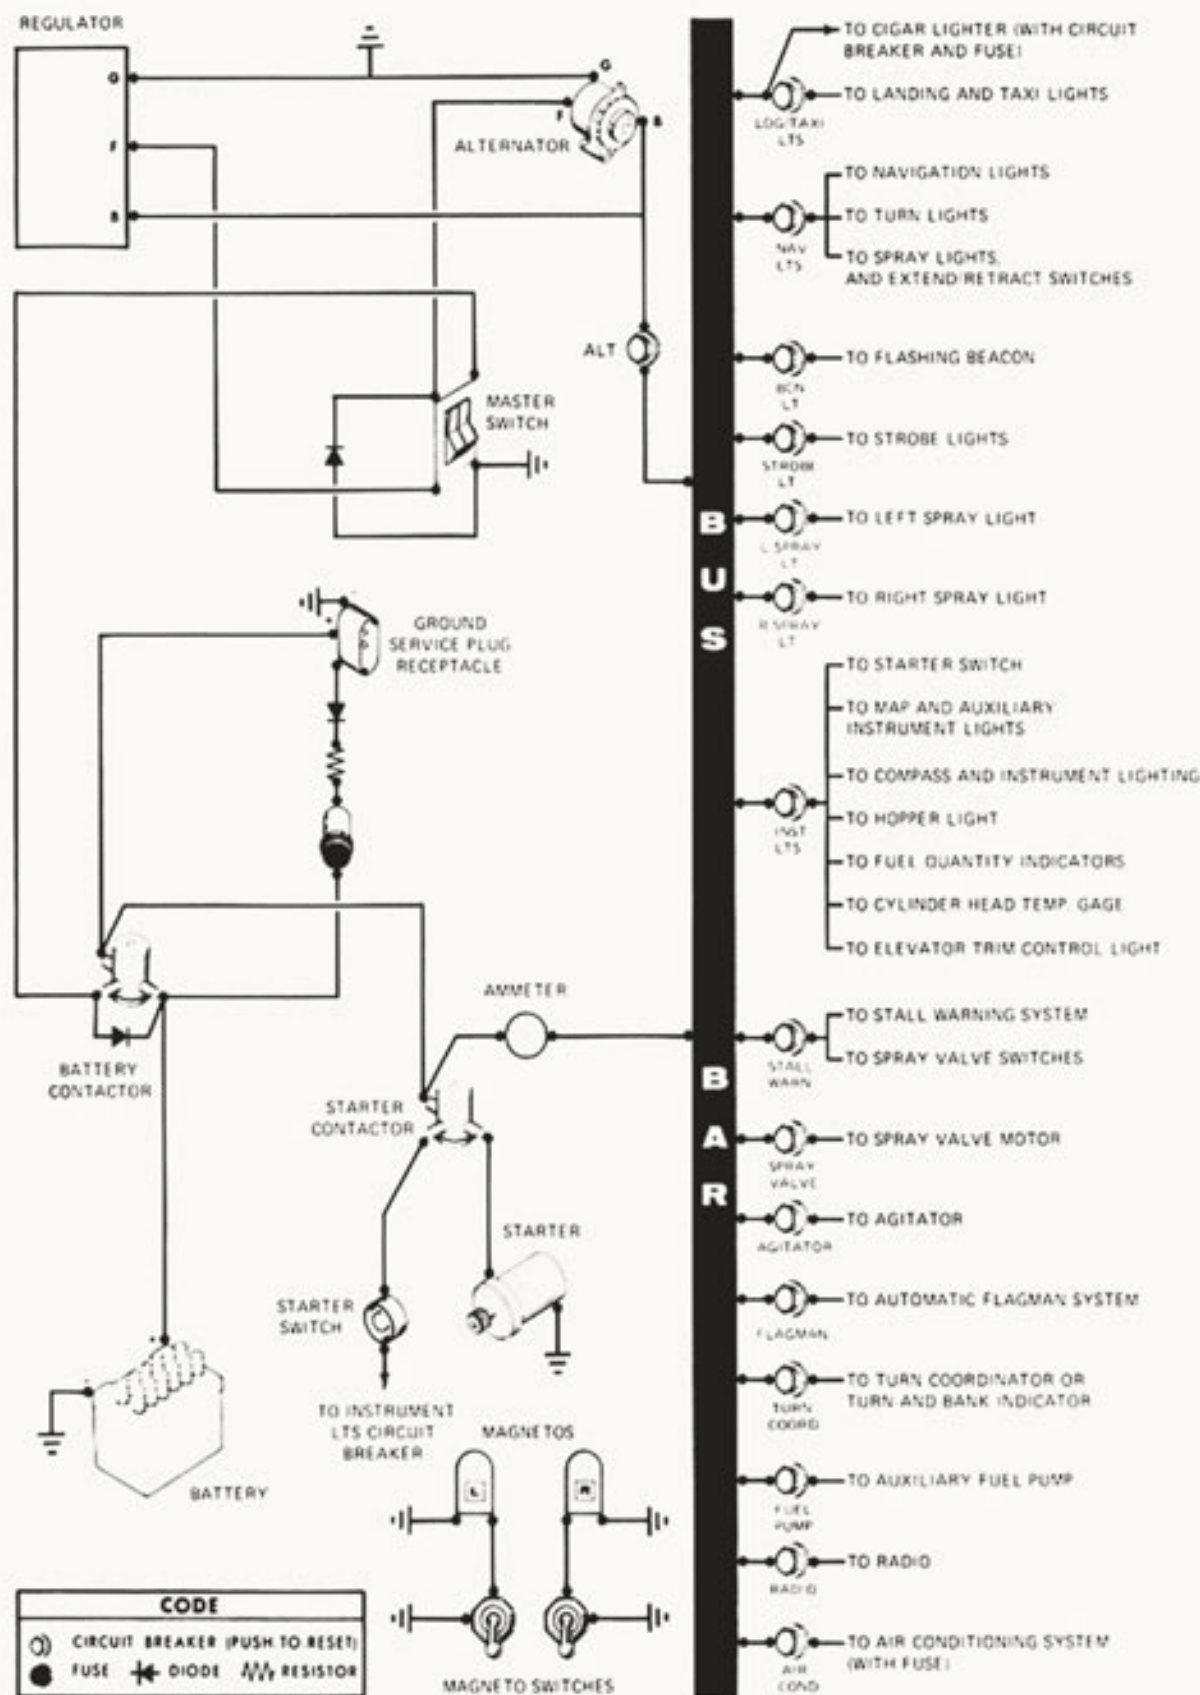 REGULATOR
G
F
B
G
F
B
ALTERNATOR
ALT
MASTER
SWITCH
GROUND
SERVICE PLUG
RECEPTACLE
+
BATTERY
CONTACTOR
AMMETER
STARTER
CONTACTOR
STARTER
STARTER
SWITCH
TO INSTRUMENT
LTS CIRCUIT
BREAKER
+
-
BATTERY
MAGNETOS
L
R
MAGNETO SWITCHES
CODE
CIRCUIT BREAKER (PUSH TO RESET)
FUSE DIODE RESISTOR
BUS
BAR
TO CIGAR LIGHTER (WITH CIRCUIT
BREAKER AND FUSE)
TO LANDING AND TAXI LIGHTS
LDG/TAXI
LTS
TO NAVIGATION LIGHTS
TO TURN LIGHTS
TO SPRAY LIGHTS,
AND EXTEND/RETRACT SWITCHES
NAV
LTS
TO FLASHING BEACON
BCN
LT
TO STROBE LIGHTS
STROBE
LT
TO LEFT SPRAY LIGHT
L SPRAY
LT
TO RIGHT SPRAY LIGHT
R SPRAY
LT
TO STARTER SWITCH
TO MAP AND AUXILIARY
INSTRUMENT LIGHTS
TO COMPASS AND INSTRUMENT LIGHTING
TO HOPPER LIGHT
TO FUEL QUANTITY INDICATORS
TO CYLINDER HEAD TEMP. GAGE
TO ELEVATOR TRIM CONTROL LIGHT
INST
LTS
TO STALL WARNING SYSTEM
TO SPRAY VALVE SWITCHES
STALL
WARN
TO SPRAY VALVE MOTOR
SPRAY
VALVE
TO AGITATOR
AGITATOR
TO AUTOMATIC FLAGMAN SYSTEM
FLAGMAN
TO TURN COORDINATOR OR
TURN AND BANK INDICATOR
TURN
COORD
TO AUXILIARY FUEL PUMP
FUEL
PUMP
TO RADIO
RADIO
TO AIR CONDITIONING SYSTEM
(WITH FUSE)
AIR
COND